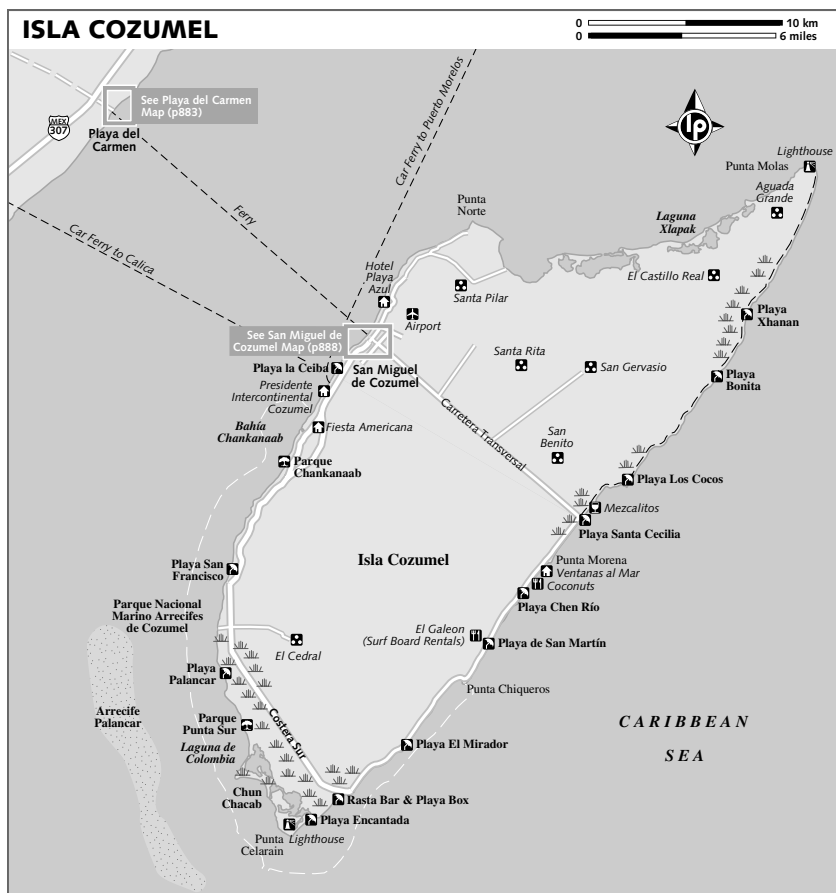 ISLA COZUMEL
0 10 km
0 6 miles
See Playa del Carmen
Map (p883)
MEX
307
Playa del
Carmen
Car Ferry to Puerto Morelos
Ferry
Car Ferry to Calica
lp
Lighthouse
Punta Molas
Aguada
Grande
Punta
Norte
Laguna
Xlapak
Hotel
Playa
Azul
El Castillo Real
Santa Pilar
Airport
Playa
Xhanan
See San Miguel de
Cozumel Map (p888)
San Miguel
de Cozumel
Playa la Ceiba
Santa Rita
San Gervasio
Playa
Bonita
Presidente
Intercontinental
Cozumel
Carretera Transversal
Bahía
Chankanaab
Fiesta Americana
San
Benito
Parque
Chankanaab
Playa Los Cocos
Mezcalitos
Playa Santa Cecilia
Isla Cozumel
Punta Morena
Ventanas al Mar
Coconuts
Playa San
Francisco
Playa Chen Río
Parque Nacional
Marino Arrecifes
de Cozumel
El Galeon
(Surf Board Rentals)
Playa de San Martín
El Cedral
Playa
Palancar
Punta Chiqueros
Arrecife
Palancar
Parque
Punta Sur
Costera Sur
CARIBBEAN
SEA
Laguna de
Colombia
Playa El Mirador
Chun
Chacab
Rasta Bar & Playa Box
Playa Encantada
Punta
Celarain
Lighthouse